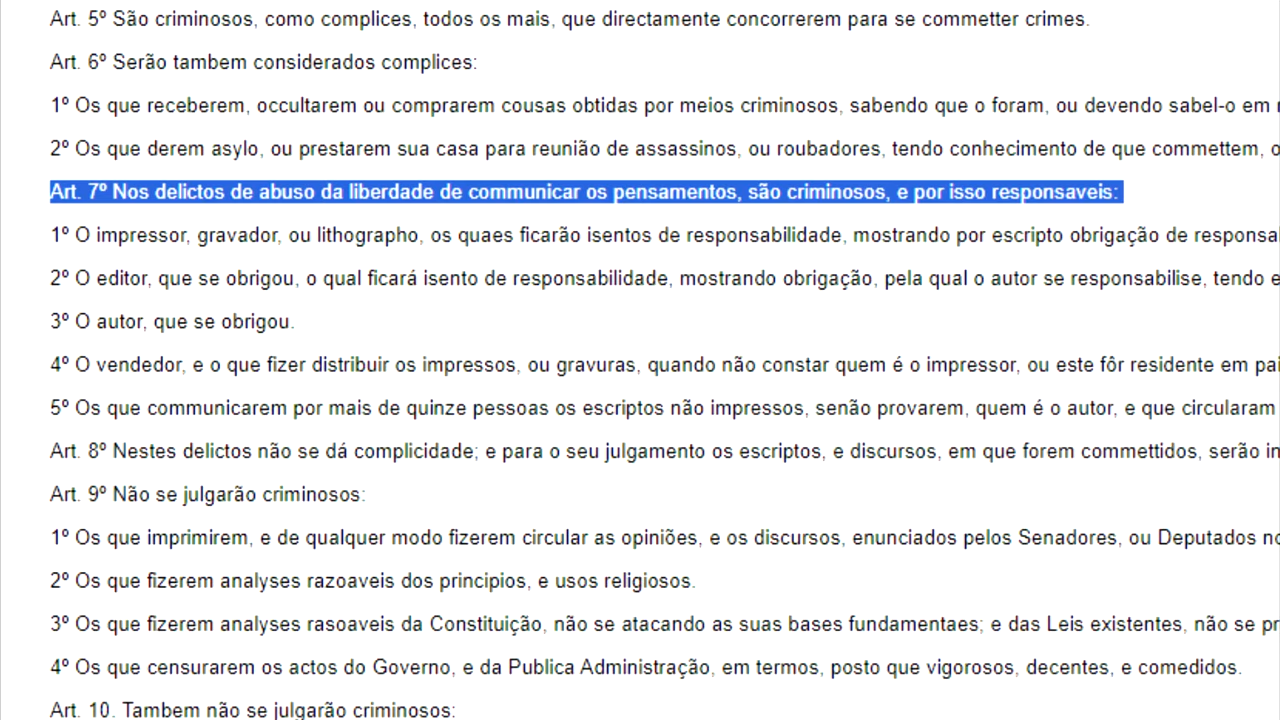 Art. 5º São criminosos, como complices, todos os mais, que directamente concorrerem para se commetter crimes.
Art. 6º Serão tambem considerados complices:
1º Os que receberem, occultarem ou comprarem cousas obtidas por meios criminosos, sabendo que o foram, ou devendo sabel-o em
2º Os que derem asylo, ou prestarem sua casa para reunião de assassinos, ou roubadores, tendo conhecimento de que commettem,
Art. 7º Nos delictos de abuso da liberdade de communicar os pensamentos, são criminosos, e por isso responsaveis:
1º O impressor, gravador, ou lithographo, os quaes ficarão isentos de responsabilidade, mostrando por escripto obrigação de
2º O editor, que se obrigou, o qual ficará isento de responsabilidade, mostrando obrigação, pela qual o autor se responsabilise, tendo
3º O autor, que se obrigou.
4º O vendedor, e o que fizer distribuir os impressos, ou gravuras, quando não constar quem é o impressor, ou este fôr residente em
5º Os que communicarem por mais de quinze pessoas os escriptos não impressos, senão provarem, quem é o autor, e que circularam
Art. 8º Nestes delictos não se dá complicidade; e para o seu julgamento os escriptos, e discursos, em que forem commettidos, serão
Art. 9º Não se julgarão criminosos:
1º Os que imprimirem, e de qualquer modo fizerem circular as opiniões, e os discursos, enunciados pelos Senadores, ou Deputados
2º Os que fizerem analyses razoaveis dos principios, e usos religiosos.
3º Os que fizerem analyses rasoaveis da Constituição, não se atacando as suas bases fundamentaes; e das Leis existentes, não se
4º Os que censurarem os actos do Governo, e da Publica Administração, em termos, posto que vigorosos, decentes, e comedidos.
Art. 10. Tambem não se julgarão criminosos: